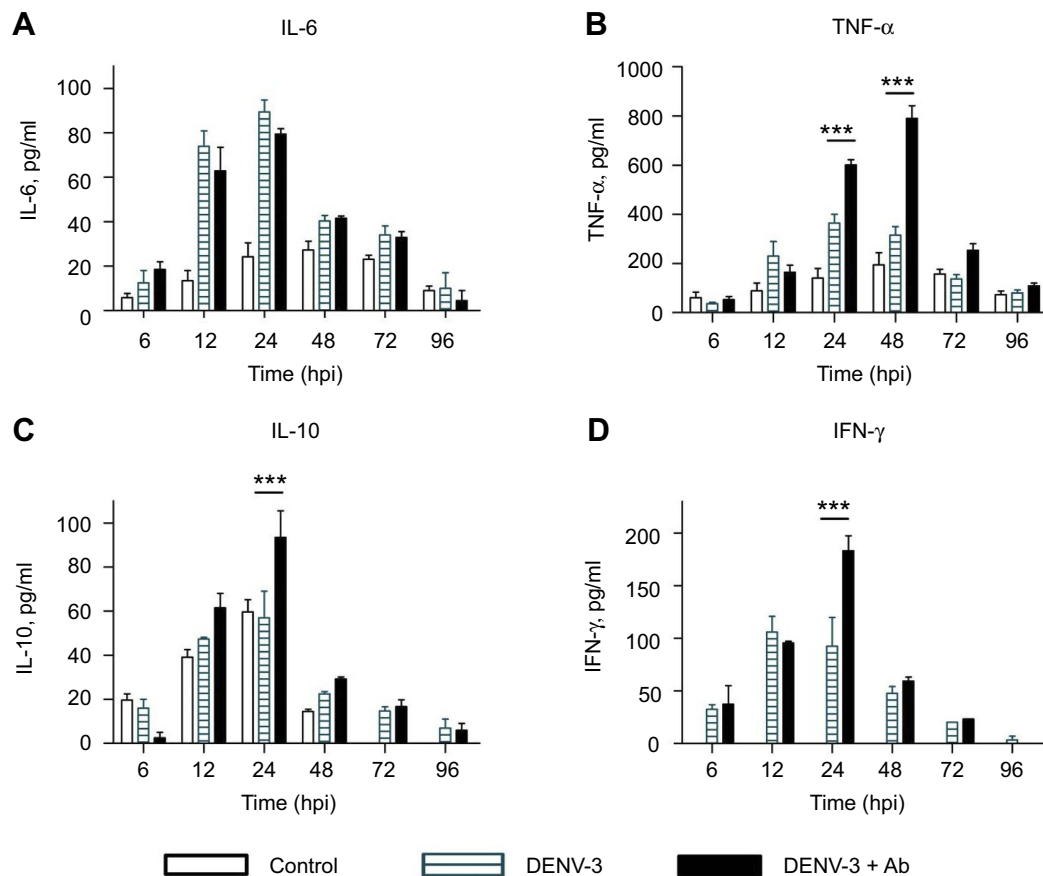 A
IL-6
IL-6, pg/ml
100
80
60
40
20
0
6 12 24 48 72 96
Time (hpi)
B
TNF-α
TNF-α, pg/ml
1000
800
600
400
200
0
***
***
6 12 24 48 72 96
Time (hpi)
C
IL-10
IL-10, pg/ml
100
80
60
40
20
0
***
6 12 24 48 72 96
Time (hpi)
D
IFN-γ
IFN-γ, pg/ml
200
150
100
50
0
***
6 12 24 48 72 96
Time (hpi)
Control DENV-3 DENV-3 + Ab